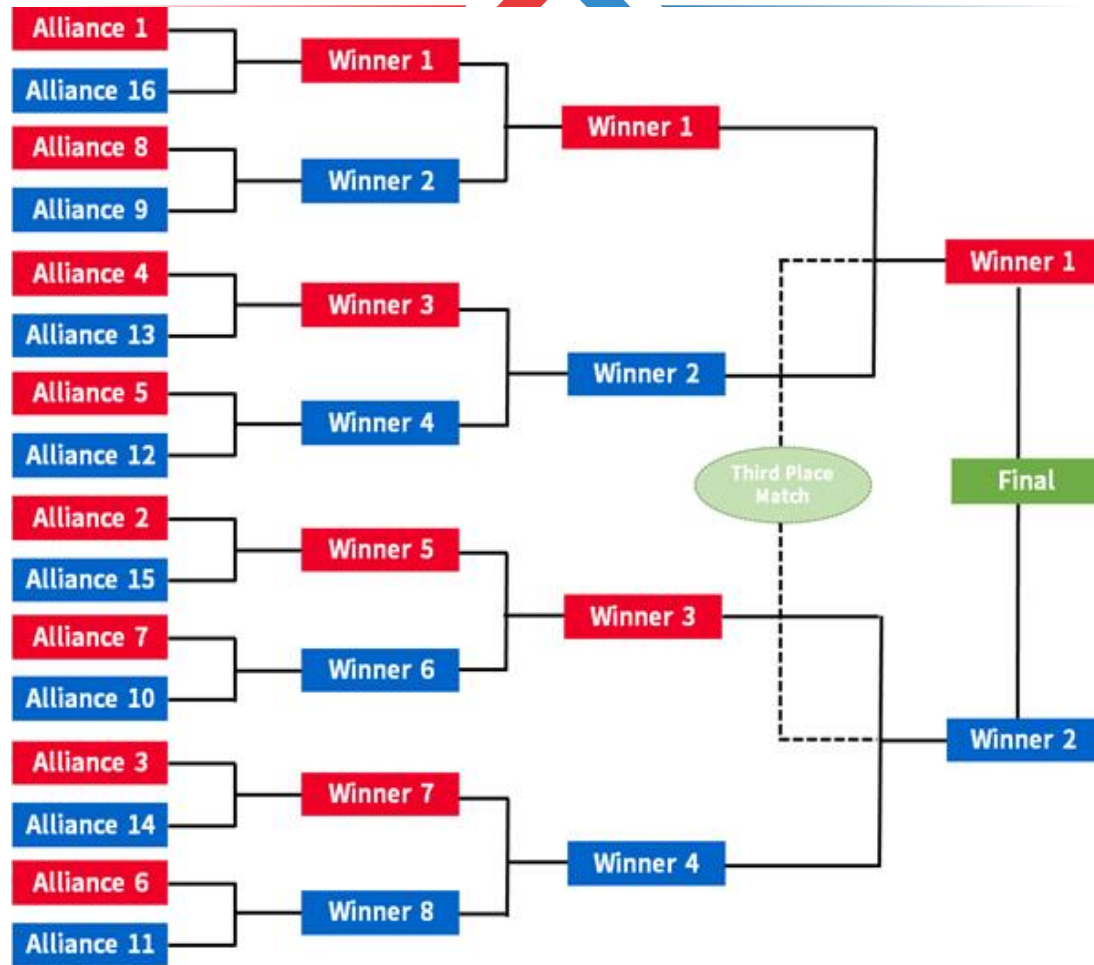 Alliance 1
Alliance 16
Alliance 8
Alliance 9
Alliance 4
Alliance 13
Alliance 5
Alliance 12
Alliance 2
Alliance 15
Alliance 7
Alliance 10
Alliance 3
Alliance 14
Alliance 6
Alliance 11
Winner 1
Winner 2
Winner 3
Winner 4
Winner 5
Winner 6
Winner 7
Winner 8
Winner 1
Winner 2
Winner 3
Winner 4
Third Place
Match
Winner 1
Final
Winner 2